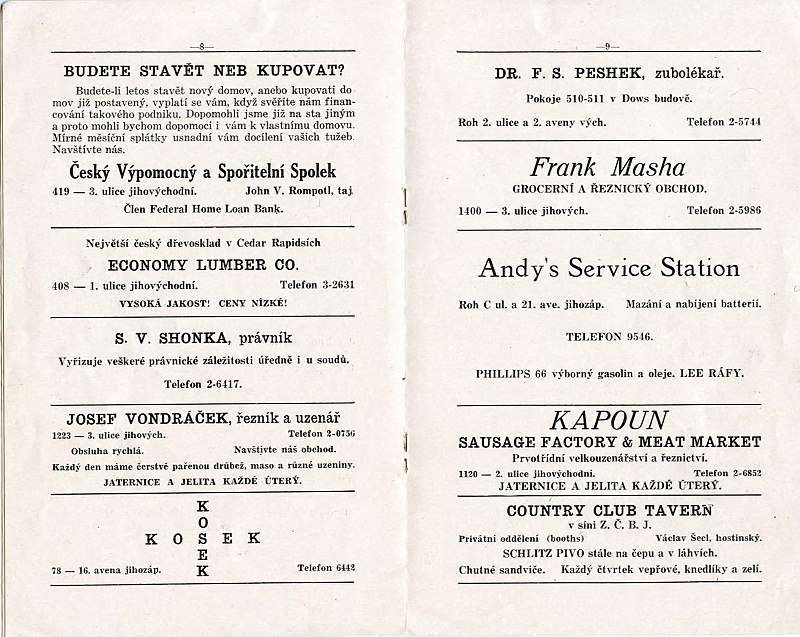 —8—
BUDETE STAVĚT NEB KUPOVAT?
Budete-li letos stavět nový domov, anebo kupovati do-
mov již postavený, vyplatí se vám, když svěříte nám finan-
cování takového podniku. Dopomohli jsme již na sta jiným
a proto mohli bychom dopomoci i vám k vlastnímu domovu.
Mírné měsíční splátky usnadní vám docílení vašich tužeb.
Navštivte nás.
Český Výpomocný a Spořitelní Spolek
419 — 3. ulice jihovýchodní. John V. Rompotl, taj.
Člen Federal Home Loan Bank.
Největší český dřevosklad v Cedar Rapidsích
ECONOMY LUMBER CO.
408 — 1. ulice jihovýchodní. Telefon 3-2631
VYSOKÁ JAKOST! CENY NÍZKÉ!
S. V. SHONKA, právník
Vyřizuje veškeré právnické záležitosti úředně i u soudů.
Telefon 2-6417.
JOSEF VONDRÁČEK, řezník a uzenář
1223 — 3. ulice jihových. Telefon 2-0756
Obsluha rychlá. Navštivte náš obchod.
Každý den máme čerstvě pařenou drůbež, maso a různé uzeniny.
JATERNICE A JELITA KAŽDÉ ÚTERÝ.
K
O
K O S E K
E
K
78 — 16. avena jihozáp. Telefon 6442
—9—
DR. F. S. PESHEK, zubolékař.
Pokoje 510-511 v Dows budově.
Roh 2. ulice a 2. aveny vých. Telefon 2-5744
Frank Masha
GROCERNÍ A ŘEZNICKÝ OBCHOD.
1400 — 3. ulice jihových. Telefon 2-5986
Andy's Service Station
Roh C ul. a 21. ave. jihozáp. Mazání a nabíjení batterií.
TELEFON 9546.
PHILLIPS 66 výborný gasolin a oleje. LEE RÁFY.
KAPOUN
SAUSAGE FACTORY & MEAT MARKET
Prvotřídní velkouzenářství a řeznictví.
1120 — 2. ulice jihovýchodní. Telefon 2-6852
JATERNICE A JELITA KAŽDÉ ÚTERÝ.
COUNTRY CLUB TAVERN
v síni Z. Č. B. J.
Privátní oddělení (booths) Václav Šecl, hostinský.
SCHLITZ PIVO stále na čepu a v láhvích.
Chutné sandviče. Každý čtvrtek vepřové, knedlíky a zelí.